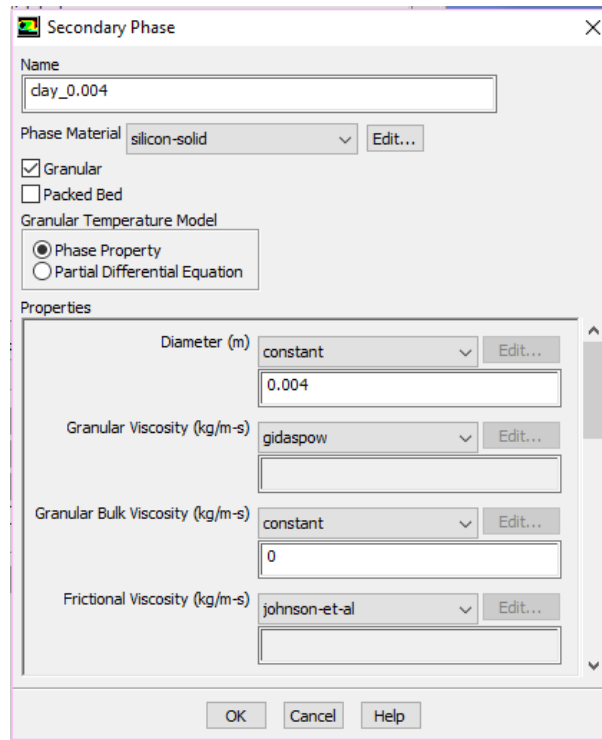 Secondary Phase
Name
clay_0.004
Phase Material silicon-solid Edit...
Granular
Packed Bed
Granular Temperature Model
Phase Property
Partial Differential Equation
Properties
Diameter (m) constant Edit...
0.004
Granular Viscosity (kg/m-s) gidaspow Edit...
Granular Bulk Viscosity (kg/m-s) constant Edit...
0
Frictional Viscosity (kg/m-s) johnson-et-al Edit...
OK Cancel Help